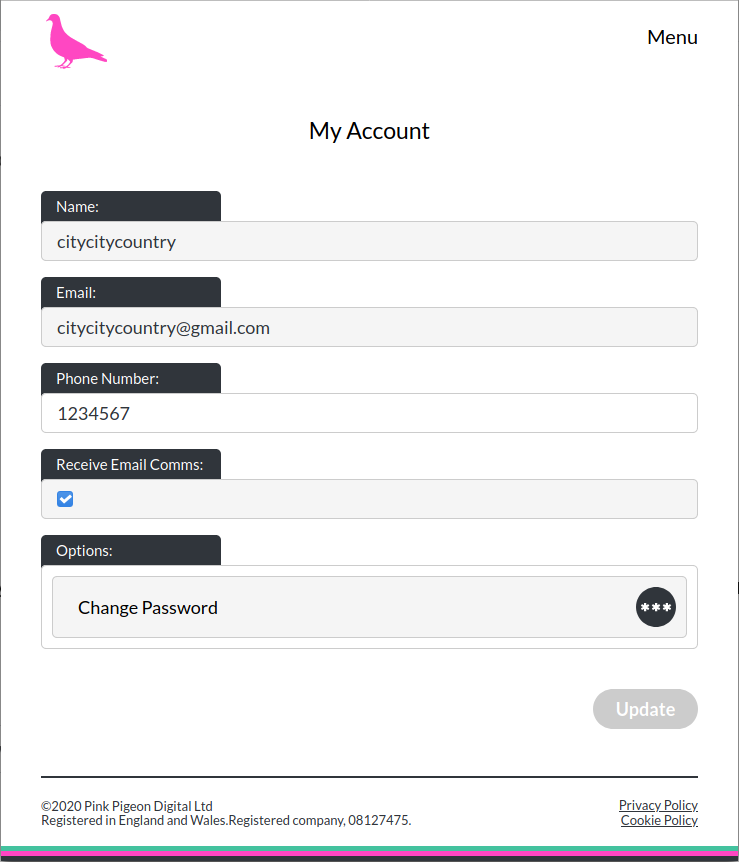 Menu
My Account
Name:
citycitycountry
Email:
citycitycountry@gmail.com
Phone Number:
1234567
Receive Email Comms:
Options:
Change Password
***
Update
©2020 Pink Pigeon Digital Ltd
Privacy Policy
Registered in England and Wales.Registered company, 08127475.
Cookie Policy